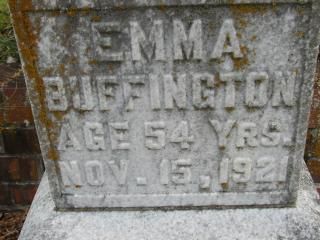 EMMA
BUFFINGTON
AGE 54 YRS.
NOV. 15, 1921